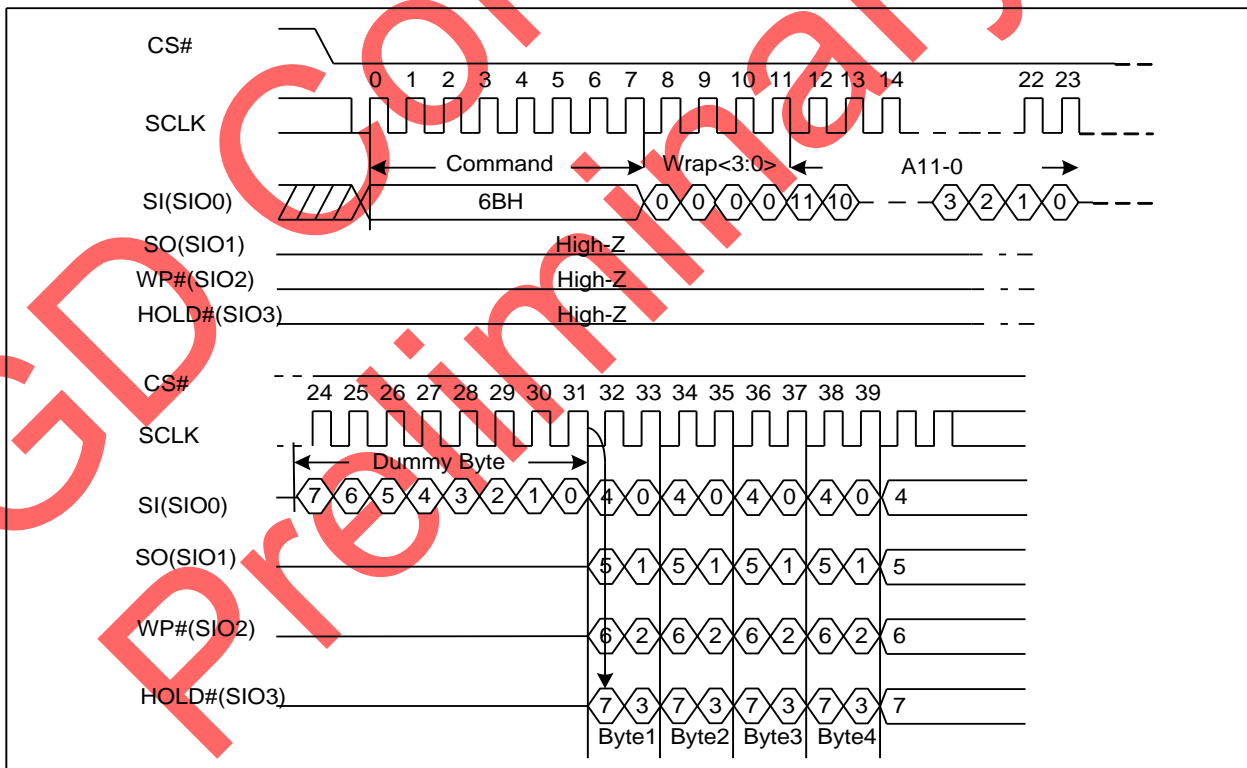 CS#
0 1 2 3 4 5 6 7 8 9 10 11 12 13 14 22 23
SCLK
Command Wrap<3:0> A11-0
SI(SIO0) 6BH 0 0 0 0 11 10 3 2 1 0
SO(SIO1) High-Z
WP#(SIO2) High-Z
HOLD#(SIO3) High-Z
CS#
24 25 26 27 28 29 30 31 32 33 34 35 36 37 38 39
SCLK
Dummy Byte
SI(SIO0) 7 6 5 4 3 2 1 0 4 0 4 0 4 0 4 0 4
SO(SIO1) 5 1 5 1 5 1 5 1 5
WP#(SIO2) 6 2 6 2 6 2 6 2 6
HOLD#(SIO3) 7 3 7 3 7 3 7 3 7
Byte1 Byte2 Byte3 Byte4
GD Co
Preliminary